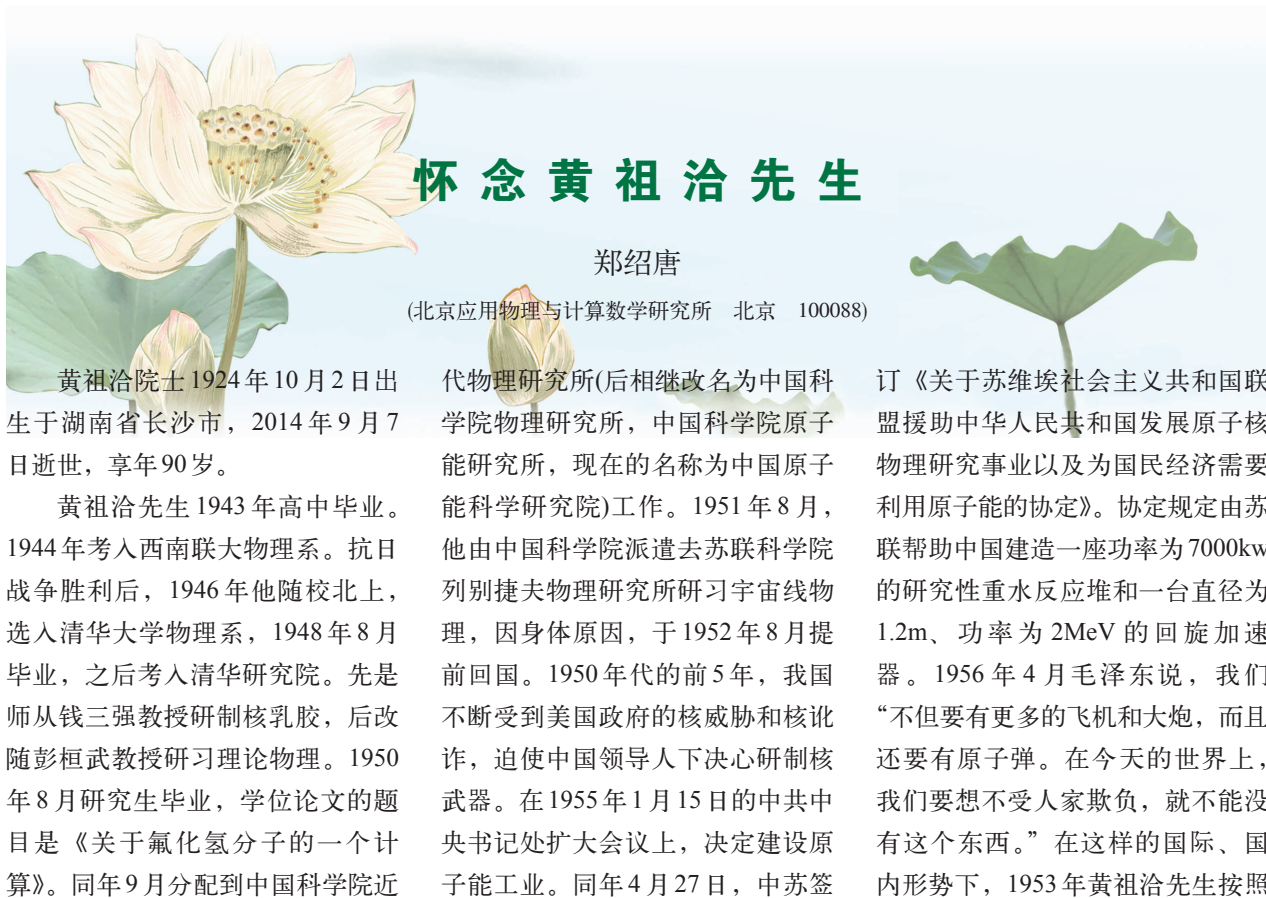 怀念黄祖洽先生
郑绍唐
(北京应用物理与计算数学研究所　北京　100088)
黄祖洽院士1924年10月2日出
生于湖南省长沙市，2014年9月7
日逝世，享年90岁。
黄祖洽先生1943年高中毕业。
1944年考入西南联大物理系。抗日
战争胜利后，1946年他随校北上，
选入清华大学物理系，1948年8月
毕业，之后考入清华研究院。先是
师从钱三强教授研制核乳胶，后改
随彭桓武教授研习理论物理。1950
年8月研究生毕业，学位论文的题
目是《关于氟化氢分子的一个计
算》。同年9月分配到中国科学院近
代物理研究所(后相继改名为中国科
学院物理研究所，中国科学院原子
能研究所，现在的名称为中国原子
能科学研究院)工作。1951年8月，
他由中国科学院派遣去苏联科学院
列别捷夫物理研究所研习宇宙线物
理，因身体原因，于1952年8月提
前回国。1950年代的前5年，我国
不断受到美国政府的核威胁和核讹
诈，迫使中国领导人下决心研制核
武器。在1955年1月15日的中共中
央书记处扩大会议上，决定建设原
子能工业。同年4月27日，中苏签
订《关于苏维埃社会主义共和国联
盟援助中华人民共和国发展原子核
物理研究事业以及为国民经济需要
利用原子能的协定》。协定规定由苏
联帮助中国建造一座功率为7000kw
的研究性重水反应堆和一台直径为
1.2m、功率为2MeV的回旋加速
器。1956年4月毛泽东说，我们
“不但要有更多的飞机和大炮，而且
还要有原子弹。在今天的世界上，
我们要想不受人家欺负，就不能没
有这个东西。”在这样的国际、国
内形势下，1953年黄祖洽先生按照